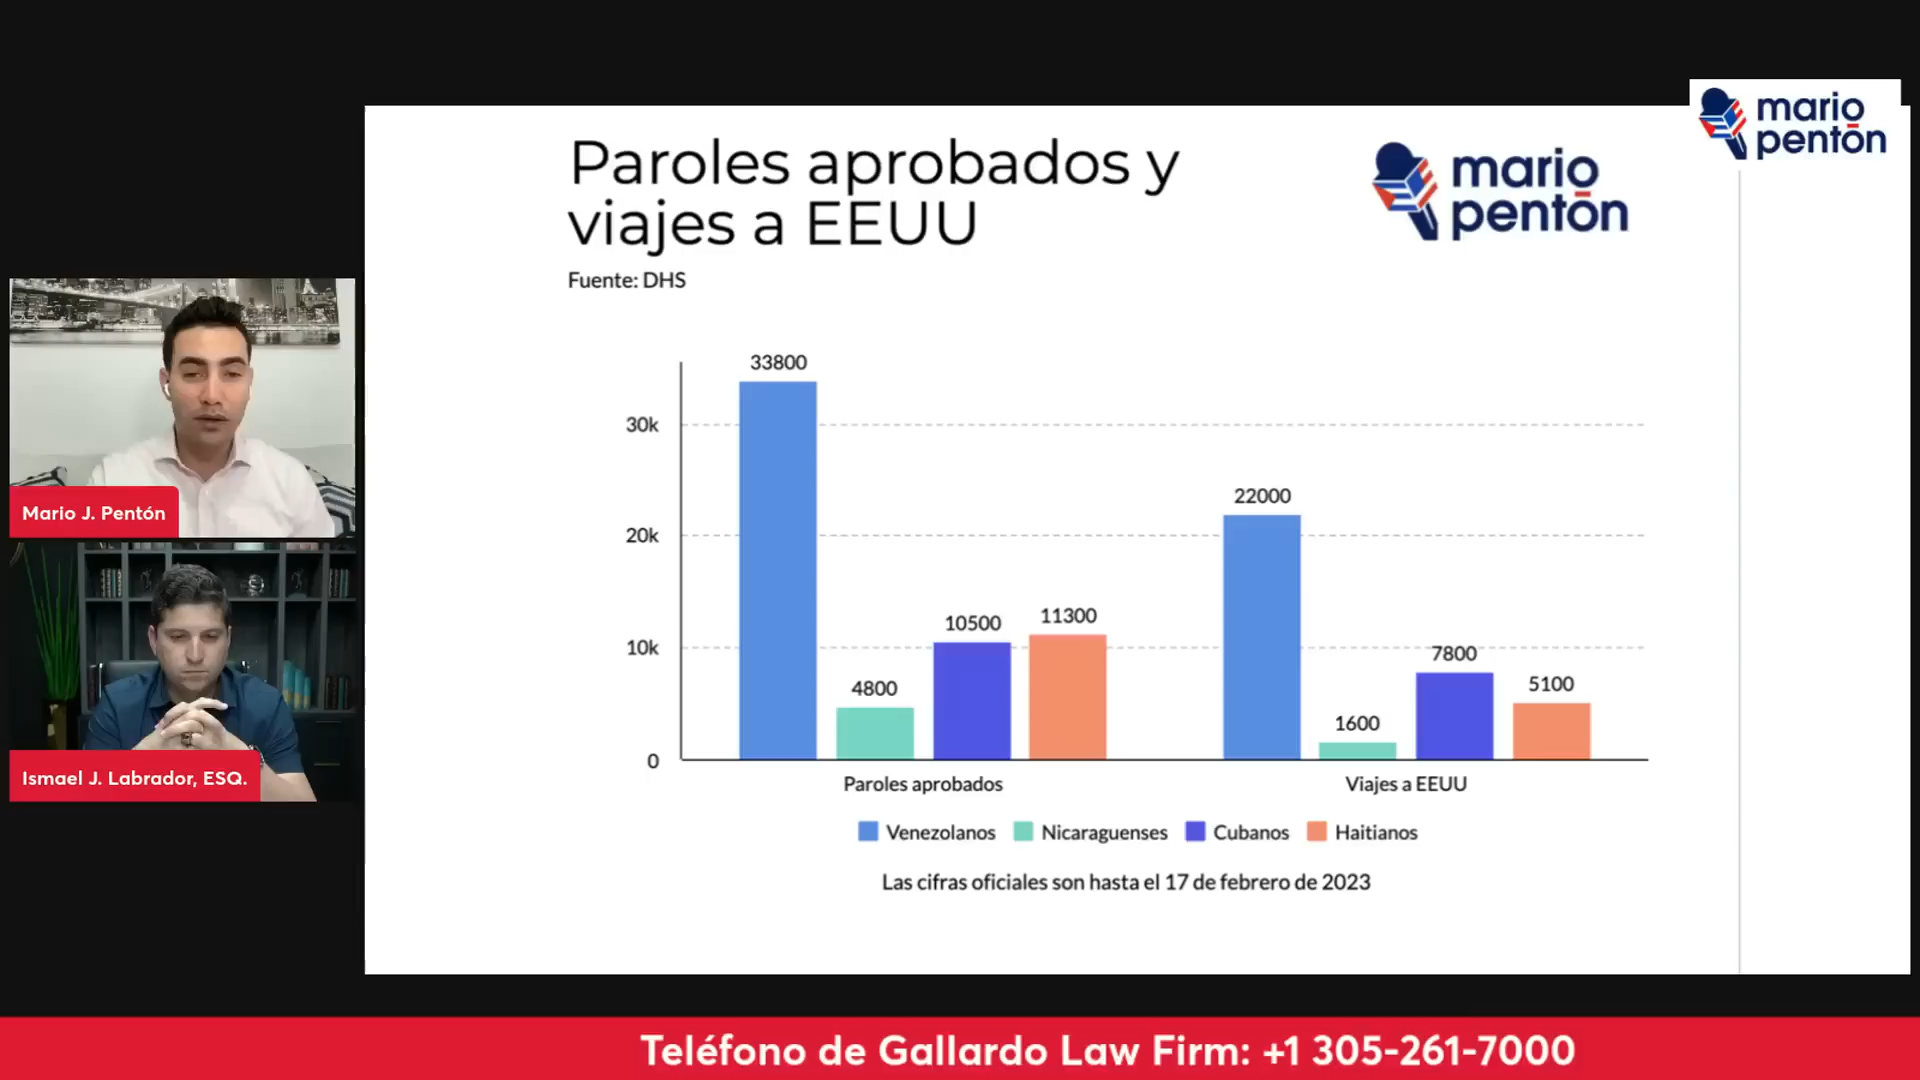 mario
pentón
Paroles aprobados y
viajes a EEUU
Fuente: DHS
mario
pentón
33800
30k
22000
20k
10500
11300
10k
7800
4800
5100
1600
0
Paroles aprobados
Viajes a EEUU
Venezolanos
Nicaraguenses
Cubanos
Haitianos
Las cifras oficiales son hasta el 17 de febrero de 2023
Mario J. Pentón
Ismael J. Labrador, ESQ.
Teléfono de Gallardo Law Firm: +1 305-261-7000